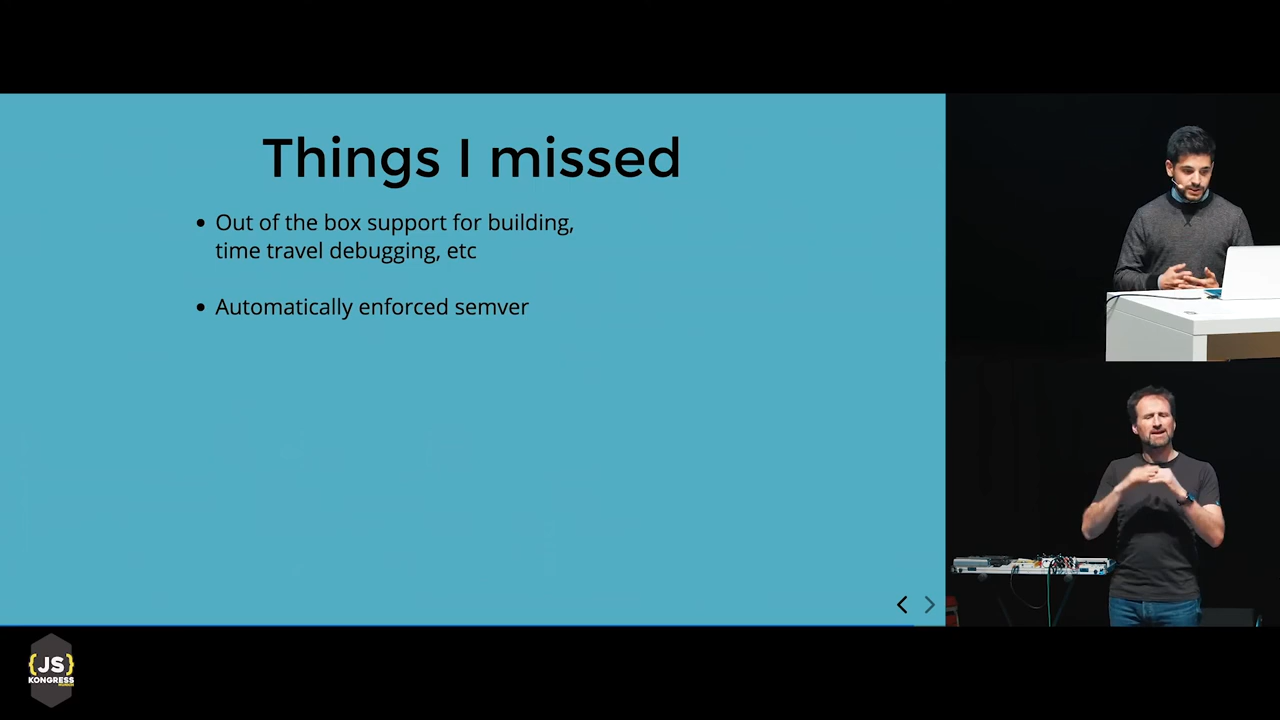 Things I missed
• Out of the box support for building,
time travel debugging, etc
• Automatically enforced semver
{JS}
KONGRESS